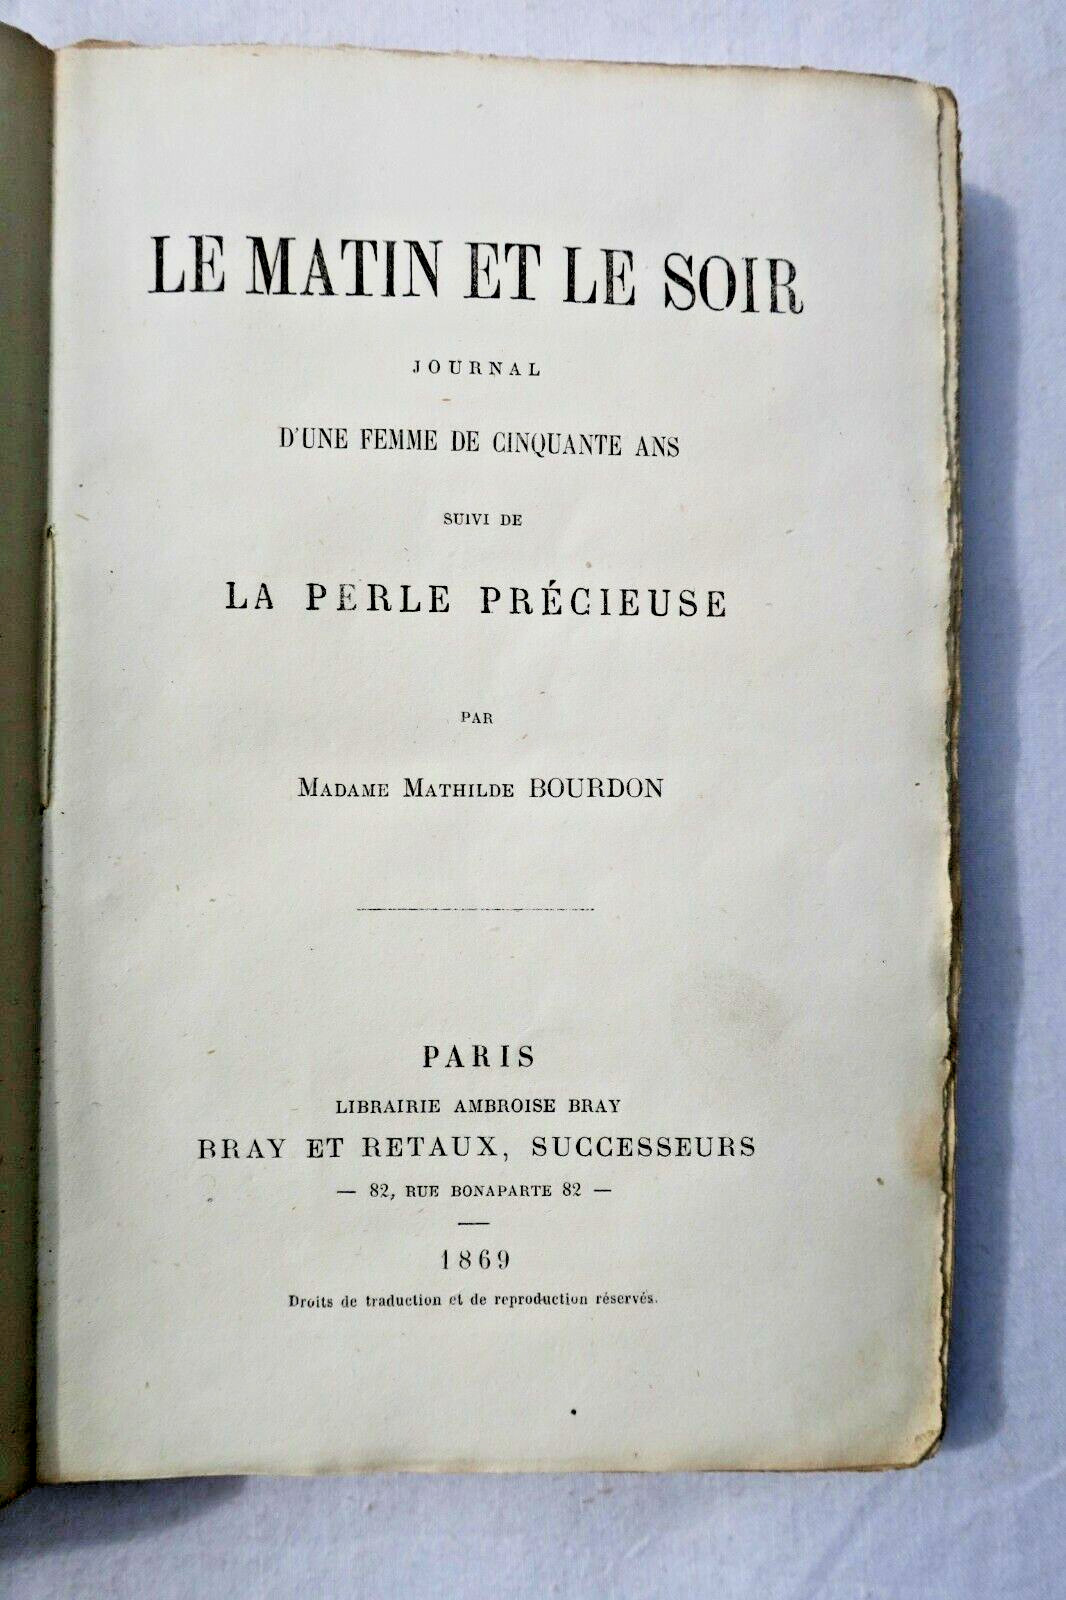 LE MATIN ET LE SOIR
JOURNAL
D'UNE FEMME DE CINQUANTE ANS
SUIVI DE
LA PERLE PRÉCIEUSE
PAR
MADAME MATHILDE BOURDON
PARIS
LIBRAIRIE AMBROISE BRAY
BRAY ET RETAUX, SUCCESSEURS
— 82, RUE BONAPARTE 82 —
1869
Droits de traduction et de reproduction réservés.